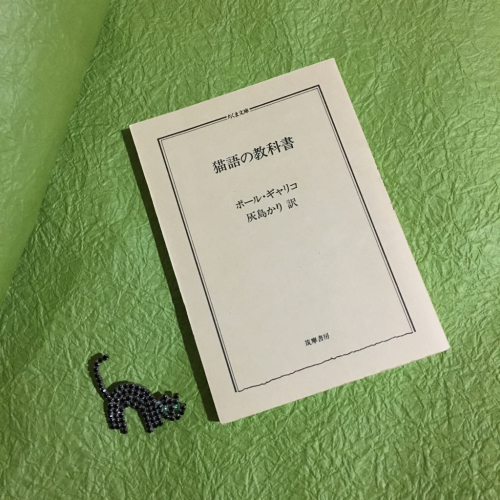 ちくま文庫
猫語の教科書
ポール・ギャリコ
灰島かり 訳
筑摩書房